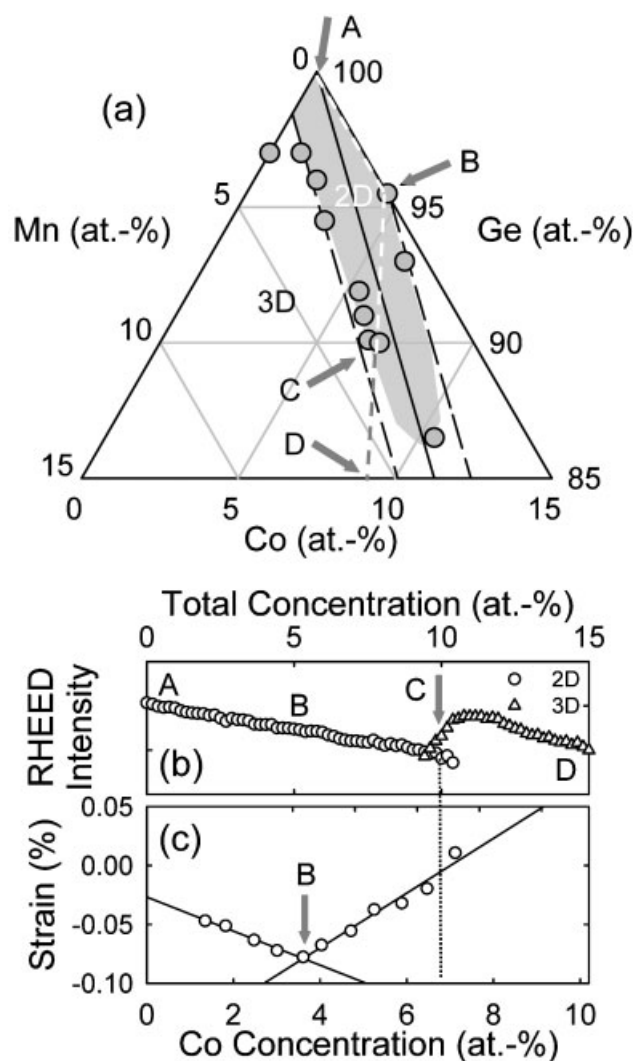 A
0 100
(a)
B
2D
5 95
Mn (at.-%) Ge (at.-%)
3D
10 90
C
D
15 85
0 5 10 15
Co (at.-%)
Total Concentration (at.-%)
0 5 10 15
A B C 2D
3D
D
RHEED
Intensity
(b)
0.05
(c)
0.00
B
-0.05
-0.10
Strain (%)
0 2 4 6 8 10
Co Concentration (at.-%)